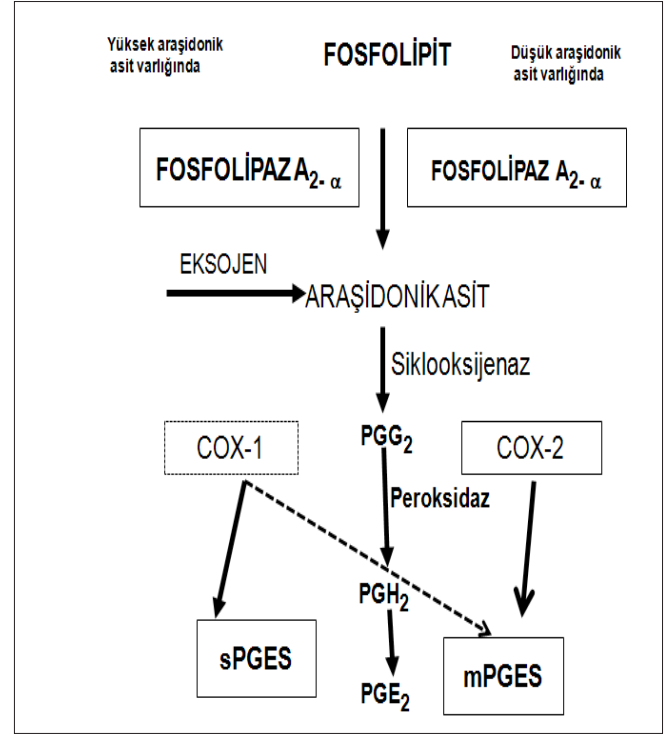 Yüksek araşidonik
asit varlığında
FOSFOLİPİT
Düşük araşidonik
asit varlığında
FOSFOLİPAZ A2- α
FOSFOLİPAZ A2- α
EKSOJEN
ARAŞİDONİK ASİT
Siklooksijenaz
COX-1
PGG2
COX-2
Peroksidaz
PGH2
sPGES
mPGES
PGE2